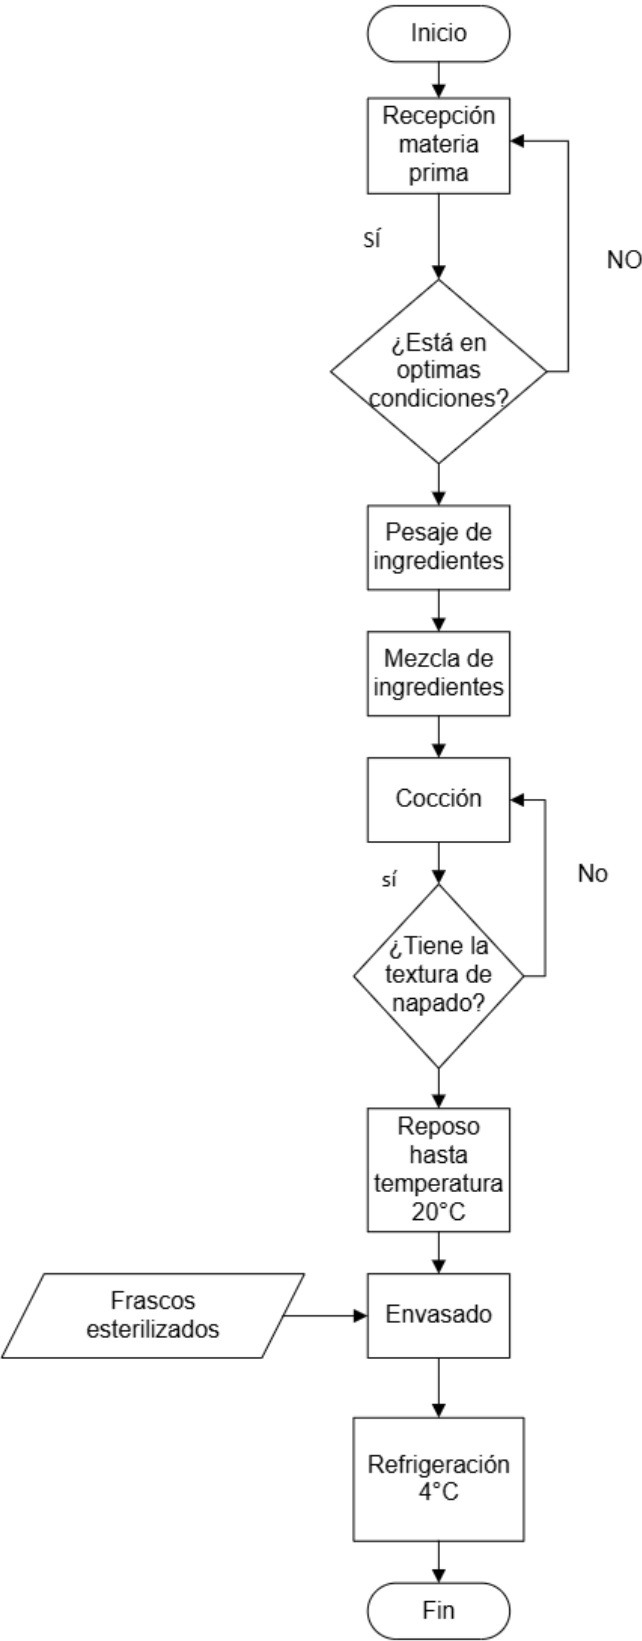 Inicio
Recepción
materia
prima
SÍ
NO
¿Está en
optimas
condiciones?
Pesaje de
ingredientes
Mezcla de
ingredientes
Cocción
sí
No
¿Tiene la
textura de
napado?
Reposo
hasta
temperatura
20°C
Frascos
esterilizados
Envasado
Refrigeración
4°C
Fin